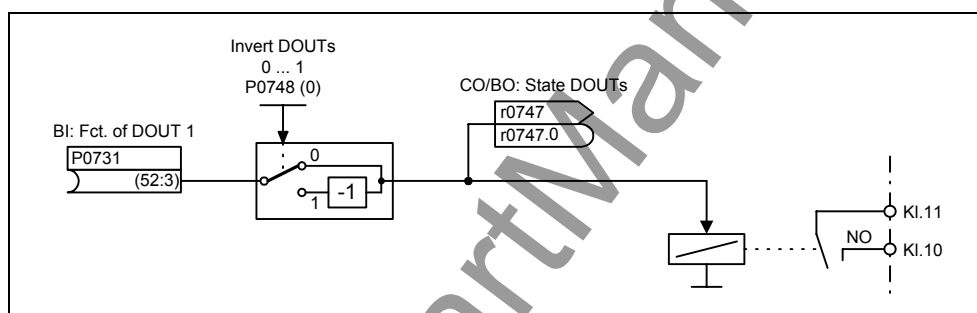 Invert DOUTs
0 ... 1
P0748 (0)
CO/BO: State DOUTs
r0747
r0747.0
BI: Fct. of DOUT 1
P0731
(52:3)
0
1
-1
Kl.11
NO
Kl.10